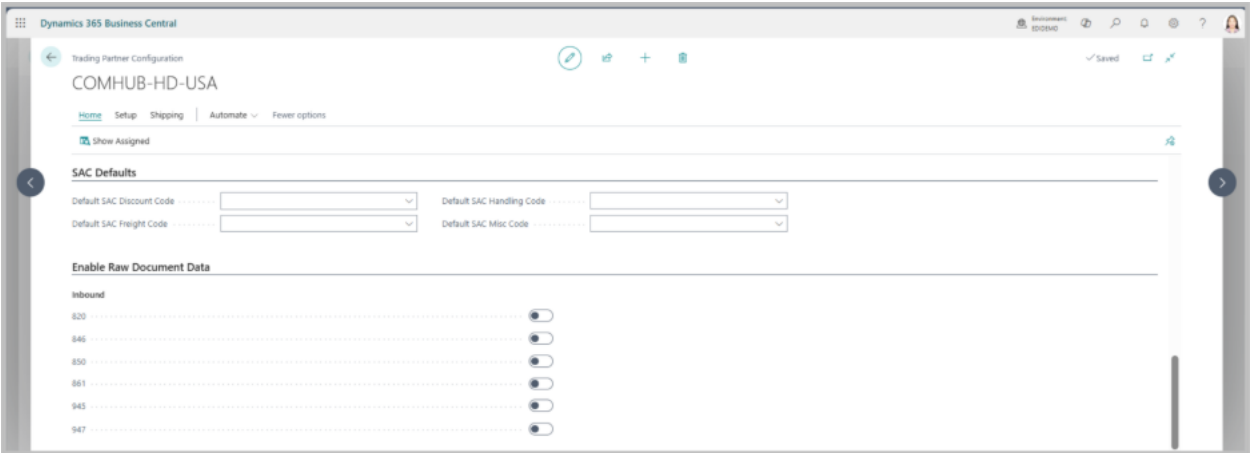 Dynamics 365 Business Central
Environment:
EDIDEMO
?
Trading Partner Configuration
Saved
COMHUB-HD-USA
Home Setup Shipping Automate Fewer options
Show Assigned
SAC Defaults
Default SAC Discount Code Default SAC Handling Code
Default SAC Freight Code Default SAC Misc Code
Enable Raw Document Data
Inbound
820
846
850
861
945
947